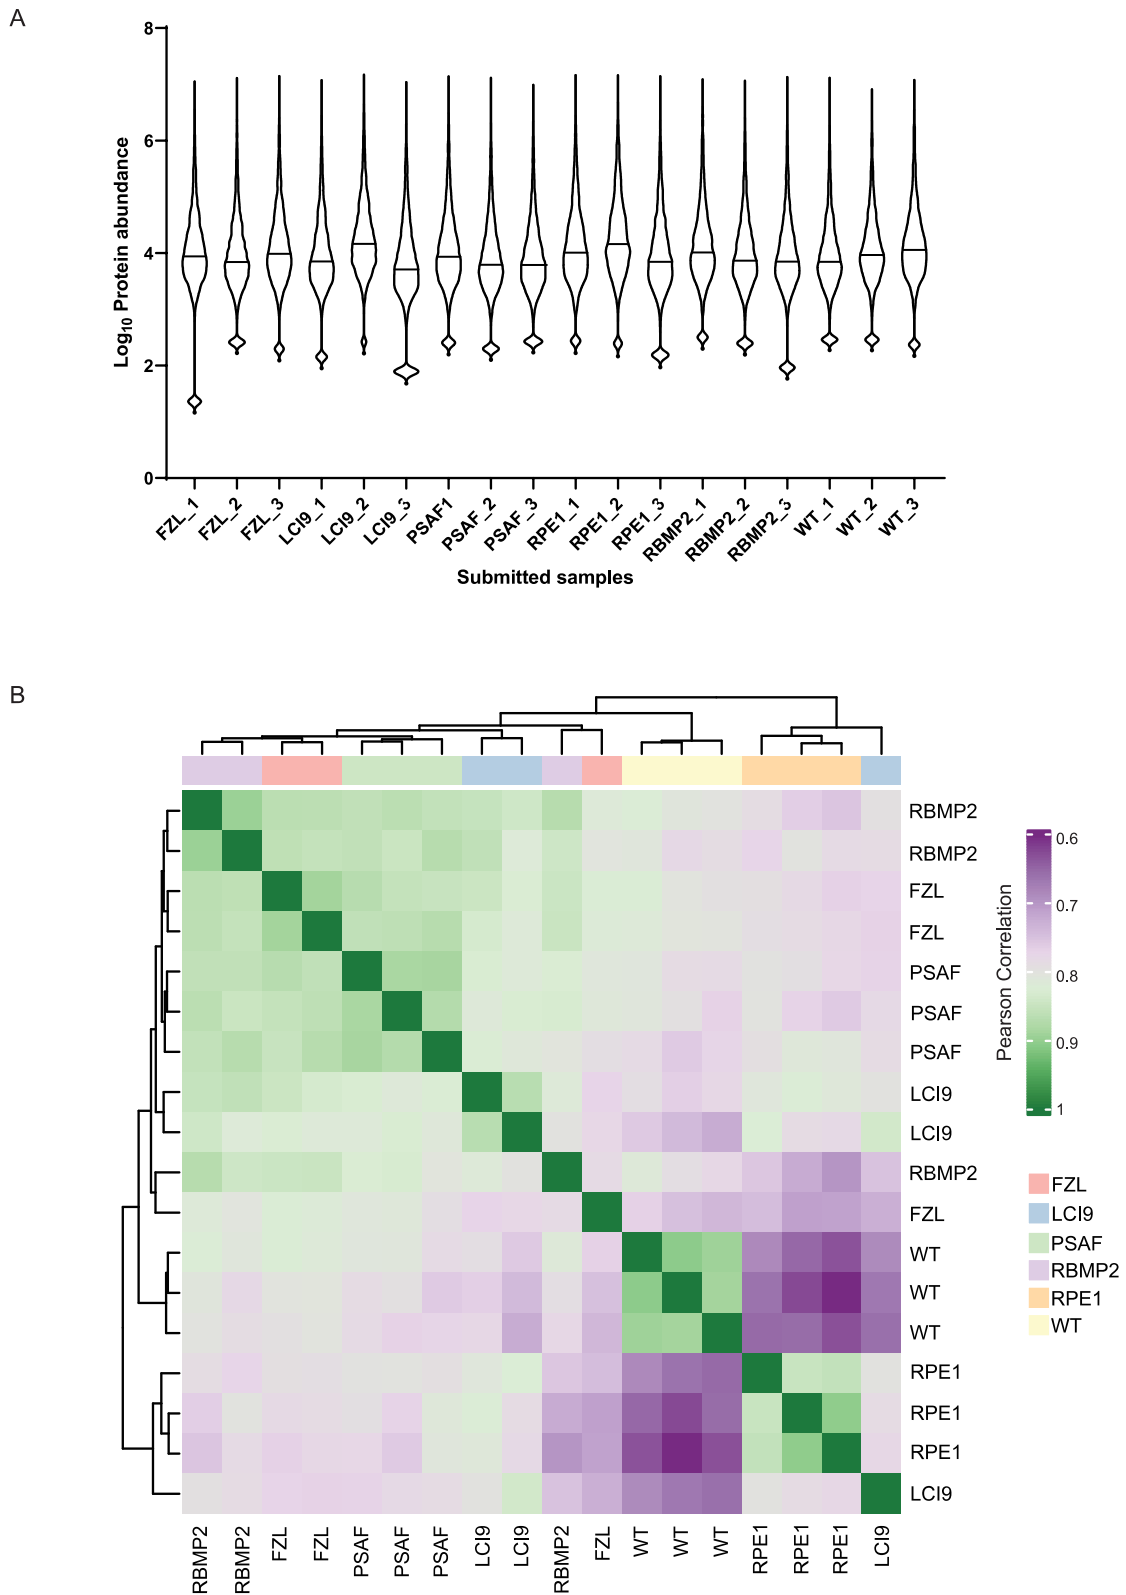 A
8
6
4
2
0
Log10 Protein abundance
FZL_1
FZL_2
FZL_3
LCI9_1
LCI9_2
LCI9_3
PSAF1
PSAF_2
PSAF_3
RPE1_1
RPE1_2
RPE1_3
RBMP2_1
RBMP2_2
RBMP2_3
WT_1
WT_2
WT_3
Submitted samples
B
RBMP2
RBMP2
FZL
FZL
PSAF
PSAF
PSAF
LCI9
LCI9
RBMP2
FZL
WT
WT
WT
RPE1
RPE1
RPE1
LCI9
RBMP2
RBMP2
FZL
FZL
PSAF
PSAF
PSAF
LCI9
LCI9
RBMP2
FZL
WT
WT
WT
RPE1
RPE1
RPE1
LCI9
Pearson Correlation
0.6
0.7
0.8
0.9
1
FZL
LCI9
PSAF
RBMP2
RPE1
WT